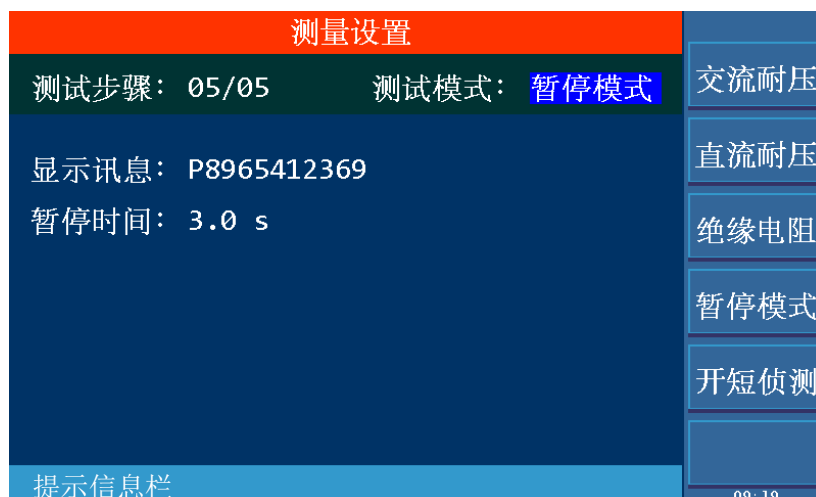 测量设置
测试步骤: 05/05 测试模式: 暂停模式
显示讯息: P8965412369
暂停时间: 3.0 s
交流耐压
直流耐压
绝缘电阻
暂停模式
开短侦测
提示信息栏